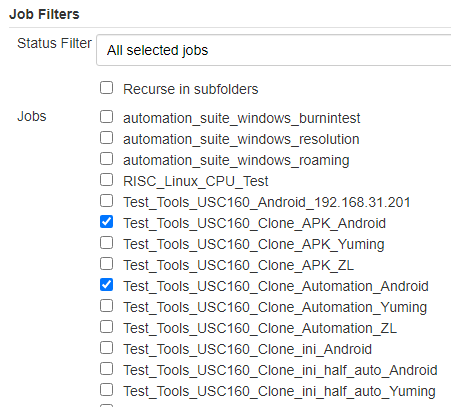 Job Filters
Status Filter
All selected jobs
Recurse in subfolders
Jobs
automation_suite_windows_burnintest
automation_suite_windows_resolution
automation_suite_windows_roaming
RISC_Linux_CPU_Test
Test_Tools_USC160_Android_192.168.31.201
Test_Tools_USC160_Clone_APK_Android
Test_Tools_USC160_Clone_APK_Yuming
Test_Tools_USC160_Clone_APK_ZL
Test_Tools_USC160_Clone_Automation_Android
Test_Tools_USC160_Clone_Automation_Yuming
Test_Tools_USC160_Clone_Automation_ZL
Test_Tools_USC160_Clone_ini_Android
Test_Tools_USC160_Clone_ini_half_auto_Android
Test_Tools_USC160_Clone_ini_half_auto_Yuming